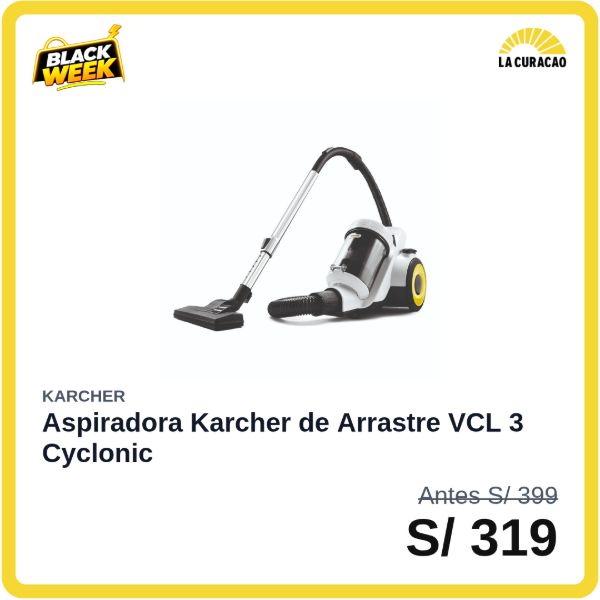 BLACK
WEEK
LA CURACAO
KARCHER
Aspiradora Karcher de Arrastre VCL 3
Cyclonic
Antes S/ 399
S/ 319